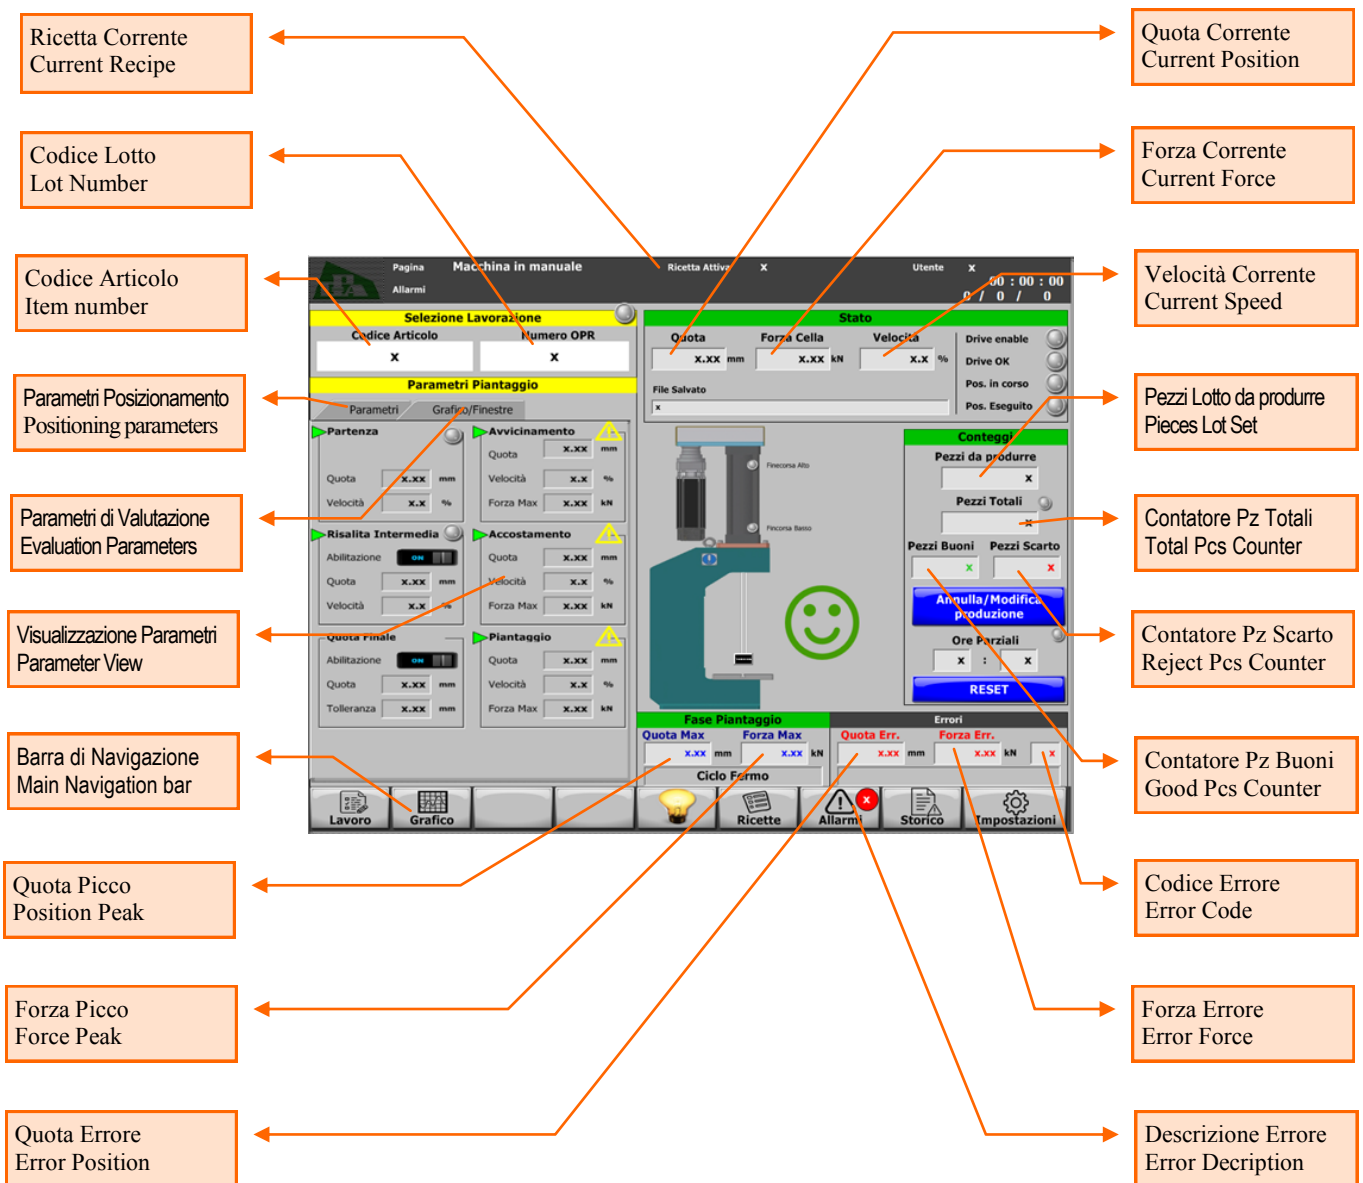 Ricetta Corrente
Current Recipe
Quota Corrente
Current Position
Codice Lotto
Lot Number
Forza Corrente
Current Force
Codice Articolo
Item number
Velocità Corrente
Current Speed
Parametri Posizionamento
Positioning parameters
Pezzi Lotto da produrre
Pieces Lot Set
Parametri di Valutazione
Evaluation Parameters
Contatore Pz Totali
Total Pcs Counter
Visualizzazione Parametri
Parameter View
Contatore Pz Scarto
Reject Pcs Counter
Barra di Navigazione
Main Navigation bar
Contatore Pz Buoni
Good Pcs Counter
Quota Picco
Position Peak
Codice Errore
Error Code
Forza Picco
Force Peak
Forza Errore
Error Force
Quota Errore
Error Position
Descrizione Errore
Error Decription
Pagina Macchina in manuale Ricetta Attiva x Utente x
Allarmi
00 : 00 : 00
0 / 0 / 0
Selezione Lavorazione
Codice Articolo Numero OPR
x x
Parametri Piantaggio
Parametri Grafico/Finestre
Partenza
Quota x.xx mm
Velocità x.x %
Avvicinamento
Quota x.xx mm
Velocità x.x %
Forza Max x.xx kN
Risalita Intermedia
Abilitazione ON
Quota x.xx mm
Velocità x.x %
Accostamento
Quota x.xx mm
Velocità x.x %
Forza Max x.xx kN
Quota Finale
Abilitazione ON
Quota x.xx mm
Tolleranza x.xx mm
Piantaggio
Quota x.xx mm
Velocità x.x %
Forza Max x.xx kN
Stato
Quota Forza Cella Velocità
x.xx mm x.xx kN x.x %
Drive enable
Drive OK
Pos. in corso
Pos. Eseguito
File Salvato
x
Finecorsa Alto
Fincorsa Basso
Conteggi
Pezzi da produrre
x
Pezzi Totali
x
Pezzi Buoni Pezzi Scarto
x x
Annulla/Modifica
produzione
Ore Parziali
x : x
RESET
Fase Piantaggio
Quota Max Forza Max
x.xx mm x.xx kN
Ciclo Fermo
Errori
Quota Err. Forza Err.
x.xx mm x.xx kN x
Lavoro Grafico Ricette Allarmi x Storico Impostazioni